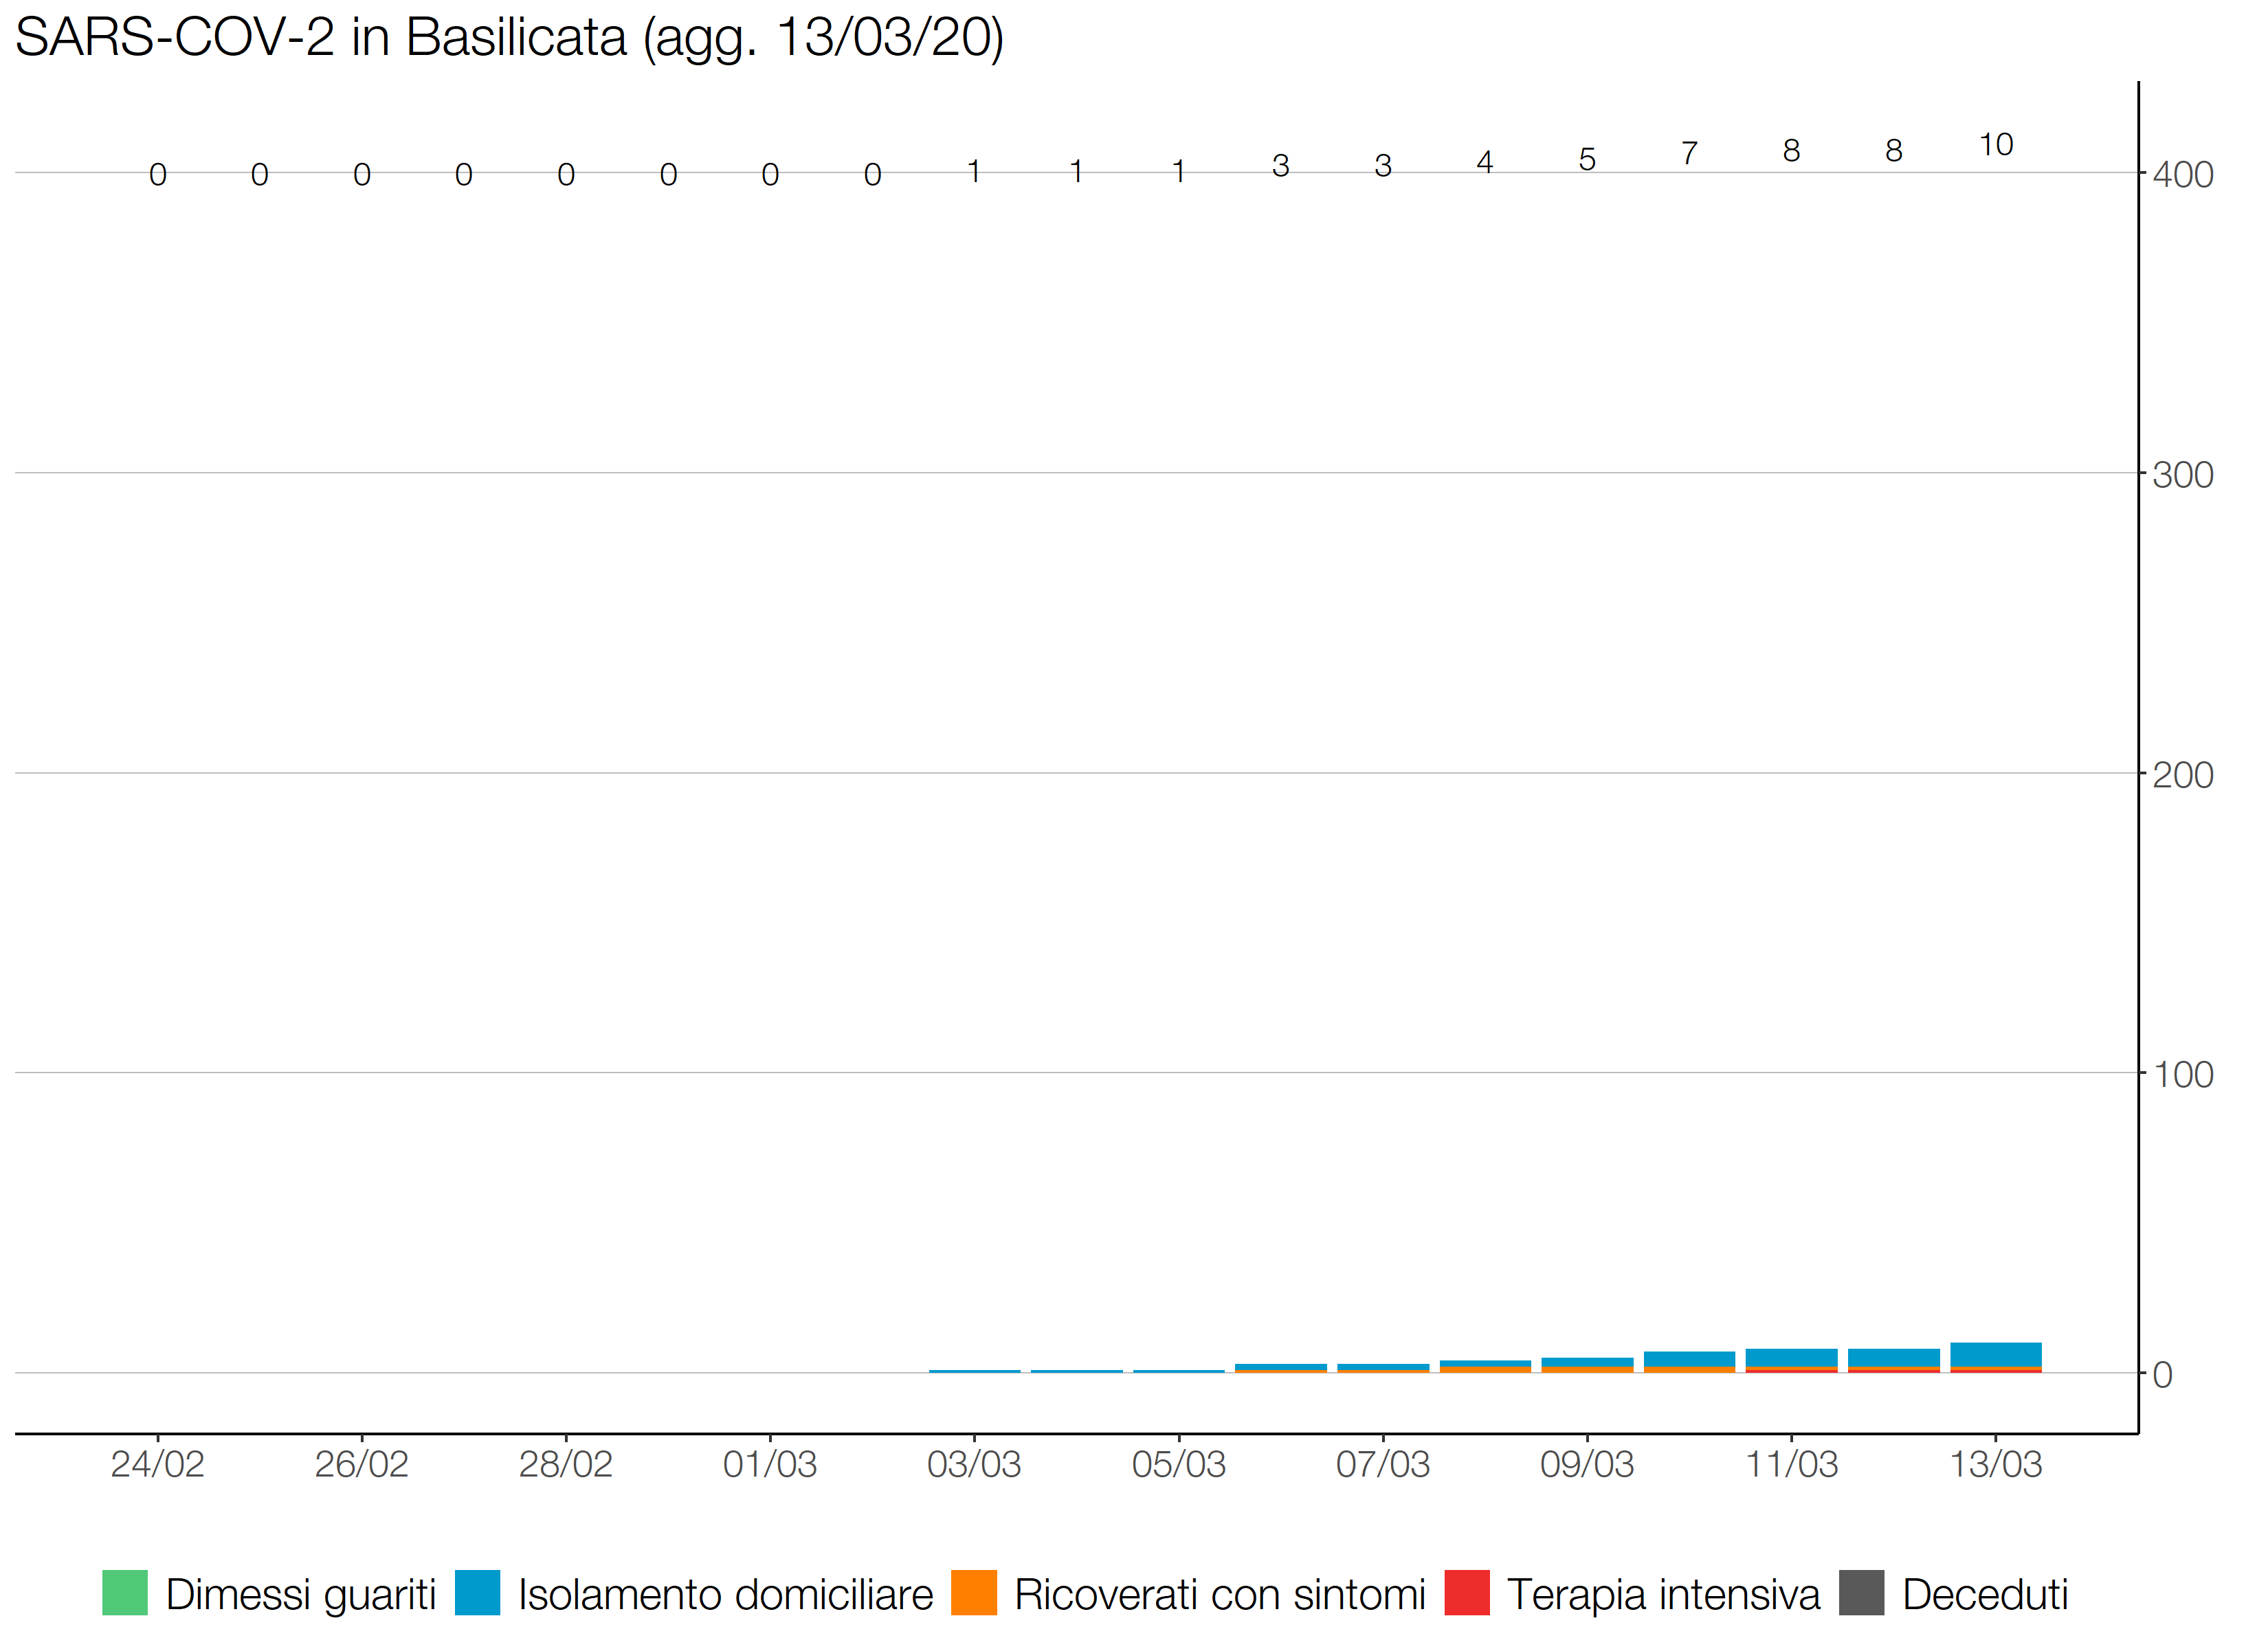 SARS-COV-2 in Basilicata (agg. 13/03/20)
0 0 0 0 0 0 0 0 1 1 1 3 3 4 5 7 8 8 10
400
300
200
100
0
24/02 26/02 28/02 01/03 03/03 05/03 07/03 09/03 11/03 13/03
Dimessi guariti Isolamento domiciliare Ricoverati con sintomi Terapia intensiva Deceduti